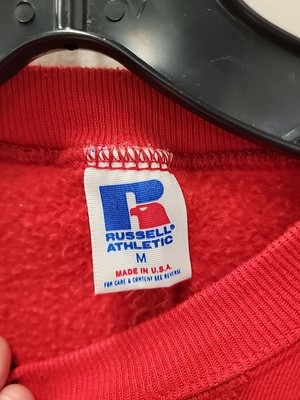 R
RUSSELL®
ATHLETIC
M
MADE IN U.S.A.
FOR CARE & CONTENT SEE REVERSE